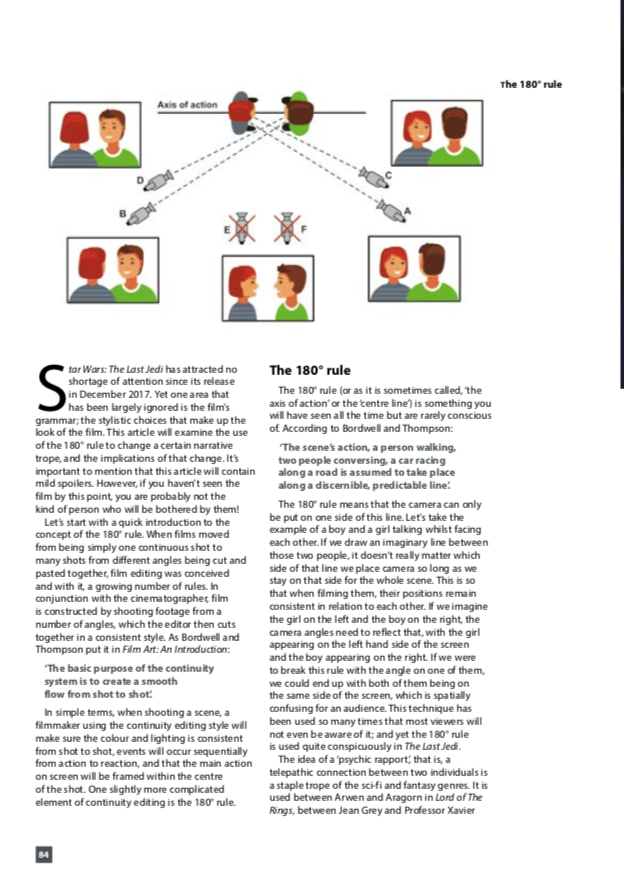 The 180° rule
Axis of action
D
C
B
A
E
F
Star Wars: The Last Jedi has attracted no
shortage of attention since its release
in December 2017. Yet one area that
has been largely ignored is the film's
grammar; the stylistic choices that make up the
look of the film. This article will examine the use
of the 180° rule to change a certain narrative
trope, and the implications of that change. It's
important to mention that this article will contain
mild spoilers. However, if you haven't seen the
film by this point, you are probably not the
kind of person who will be bothered by them!
Let's start with a quick introduction to the
concept of the 180° rule. When films moved
from being simply one continuous shot to
many shots from different angles being cut and
pasted together, film editing was conceived
and with it, a growing number of rules. In
conjunction with the cinematographer, film
is constructed by shooting footage from a
number of angles, which the editor then cuts
together in a consistent style. As Bordwell and
Thompson put it in Film Art: An Introduction:
'The basic purpose of the continuity
system is to create a smooth
flow from shot to shot'.
In simple terms, when shooting a scene, a
filmmaker using the continuity editing style will
make sure the colour and lighting is consistent
from shot to shot, events will occur sequentially
from action to reaction, and that the main action
on screen will be framed within the centre
of the shot. One slightly more complicated
element of continuity editing is the 180° rule.
The 180° rule
The 180° rule (or as it is sometimes called, 'the
axis of action' or the 'centre line') is something you
will have seen all the time but are rarely conscious
of. According to Bordwell and Thompson:
'The scene's action, a person walking,
two people conversing, a car racing
along a road is assumed to take place
along a discernible, predictable line'.
The 180° rule means that the camera can only
be put on one side of this line. Let's take the
example of a boy and a girl talking whilst facing
each other. If we draw an imaginary line between
those two people, it doesn't really matter which
side of that line we place camera so long as we
stay on that side for the whole scene. This is so
that when filming them, their positions remain
consistent in relation to each other. If we imagine
the girl on the left and the boy on the right, the
camera angles need to reflect that, with the girl
appearing on the left hand side of the screen
and the boy appearing on the right. If we were
to break this rule with the angle on one of them,
we could end up with both of them being on
the same side of the screen, which is spatially
confusing for an audience. This technique has
been used so many times that most viewers will
not even be aware of it; and yet the 180° rule
is used quite conspicuously in The Last Jedi.
The idea of a 'psychic rapport', that is, a
telepathic connection between two individuals is
a staple trope of the sci-fi and fantasy genres. It is
used between Arwen and Aragorn in Lord of The
Rings, between Jean Grey and Professor Xavier
84